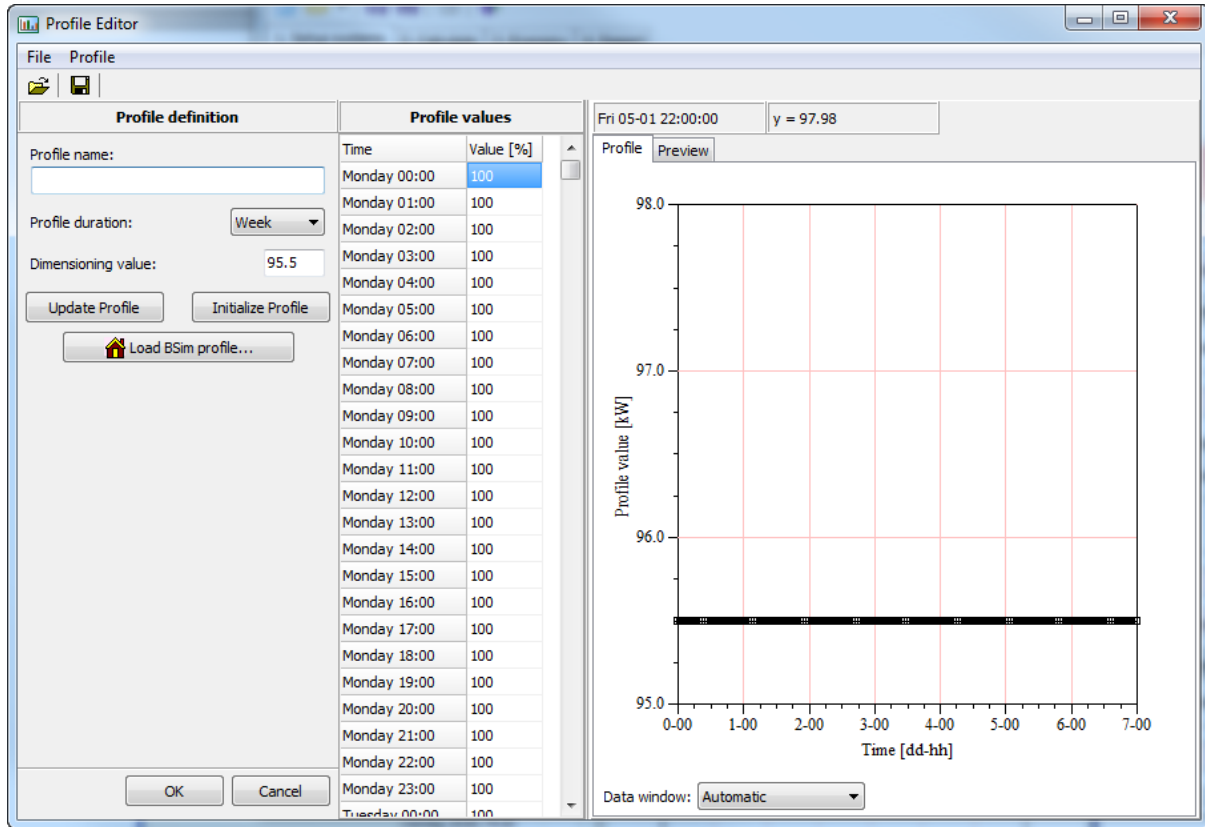 Profile Editor
File Profile
Profile definition
Profile name:
Profile duration: Week
Dimensioning value: 95.5
Update Profile Initialize Profile
Load BSim profile...
OK Cancel
Profile values
Time Value [%]
Monday 00:00 100
Monday 01:00 100
Monday 02:00 100
Monday 03:00 100
Monday 04:00 100
Monday 05:00 100
Monday 06:00 100
Monday 07:00 100
Monday 08:00 100
Monday 09:00 100
Monday 10:00 100
Monday 11:00 100
Monday 12:00 100
Monday 13:00 100
Monday 14:00 100
Monday 15:00 100
Monday 16:00 100
Monday 17:00 100
Monday 18:00 100
Monday 19:00 100
Monday 20:00 100
Monday 21:00 100
Monday 22:00 100
Monday 23:00 100
Tuesday 00:00 100
Fri 05-01 22:00:00 y = 97.98
Profile Preview
98.0
97.0
96.0
95.0
Profile value [kW]
0-00 1-00 2-00 3-00 4-00 5-00 6-00 7-00
Time [dd-hh]
Data window: Automatic